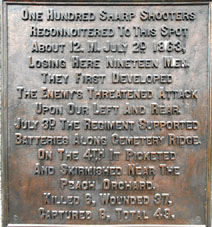 One Hundred Sharp Shooters
Reconnoitered To This Spot
About 12. M. July 2D 1863,
Losing Here Nineteen Men.
They First Developed
The Enemy's Threatened Attack
Upon Our Left And Rear.
July 3D The Regiment Supported
Batteries Along Cemetery Ridge.
On The 4TH It Picketed
And Skirmished Near The
Peach Orchard.
Killed 6, Wounded 37.
Captured 6, Total 49.